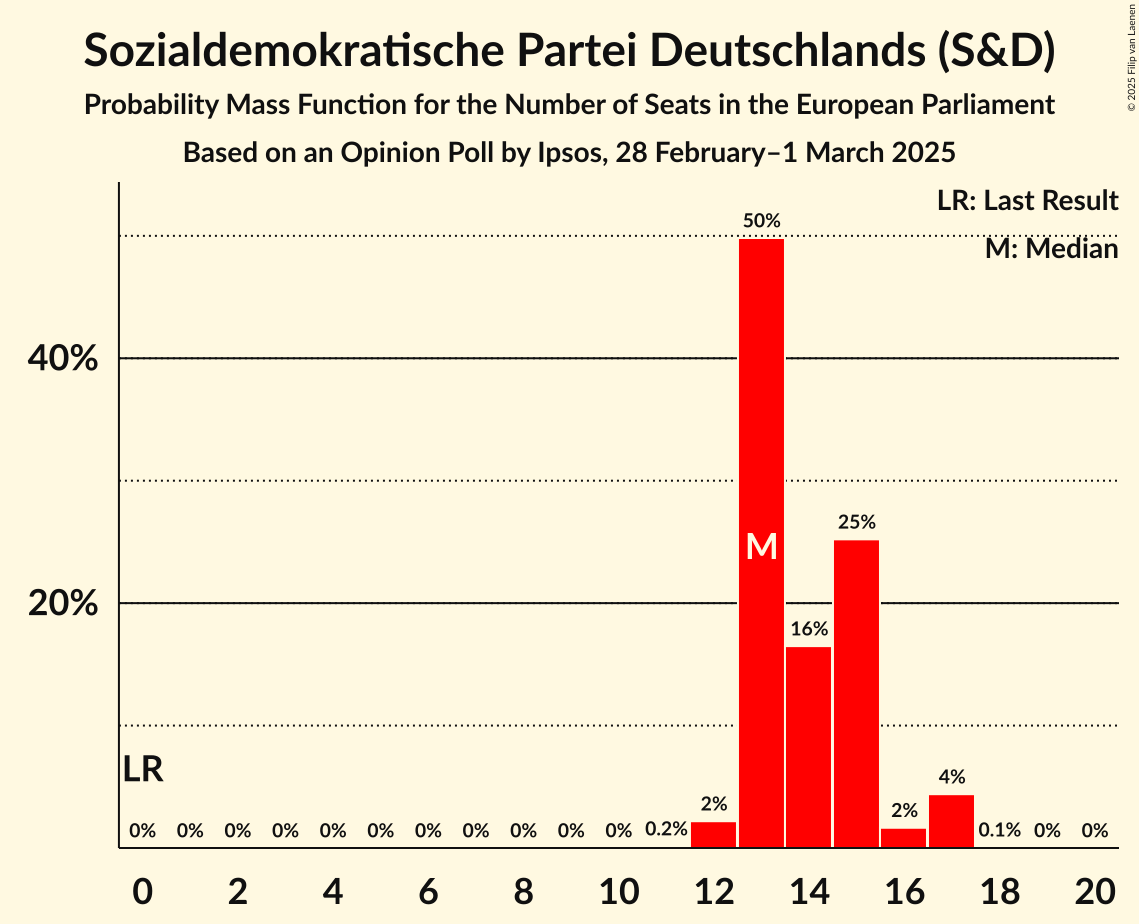 Sozialdemokratische Partei Deutschlands (S&D)
Probability Mass Function for the Number of Seats in the European Parliament
Based on an Opinion Poll by Ipsos, 28 February–1 March 2025
© 2025 Filip van Laenen
LR: Last Result
M: Median
50%
40%
M
25%
20%
16%
LR
4%
2%
2%
0% 0% 0% 0% 0% 0% 0% 0% 0% 0% 0% 0.2% 0.1% 0% 0%
0 2 4 6 8 10 12 14 16 18 20